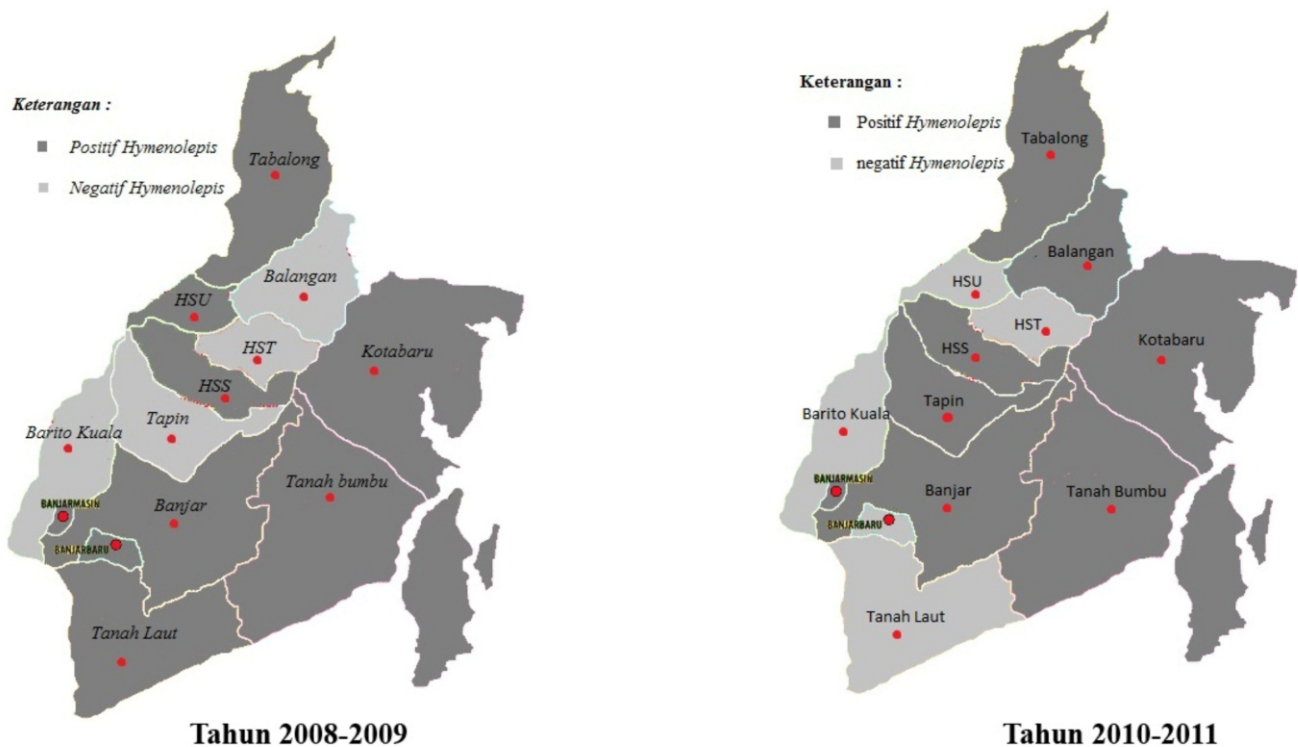 Keterangan :
Positif Hymenolepis
Negatif Hymenolepis
Tabalong
Balangan
HSU
HST
Kotabaru
HSS
Tapin
Barito Kuala
Tanah bumbu
BANJARMASIN
Banjar
BANJARBARU
Tanah Laut
Tahun 2008-2009
Keterangan :
Positif Hymenolepis
negatif Hymenolepis
Tabalong
Balangan
HSU
HST
Kotabaru
HSS
Tapin
Barito Kuala
BANJARMASIN
Banjar
Tanah Bumbu
BANJARBARU
Tanah Laut
Tahun 2010-2011